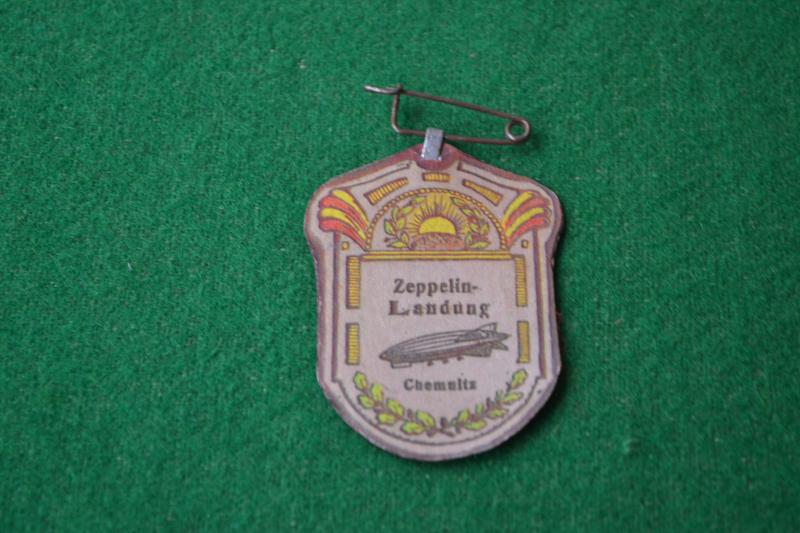 Zeppelin-
Landung
Chemnitz